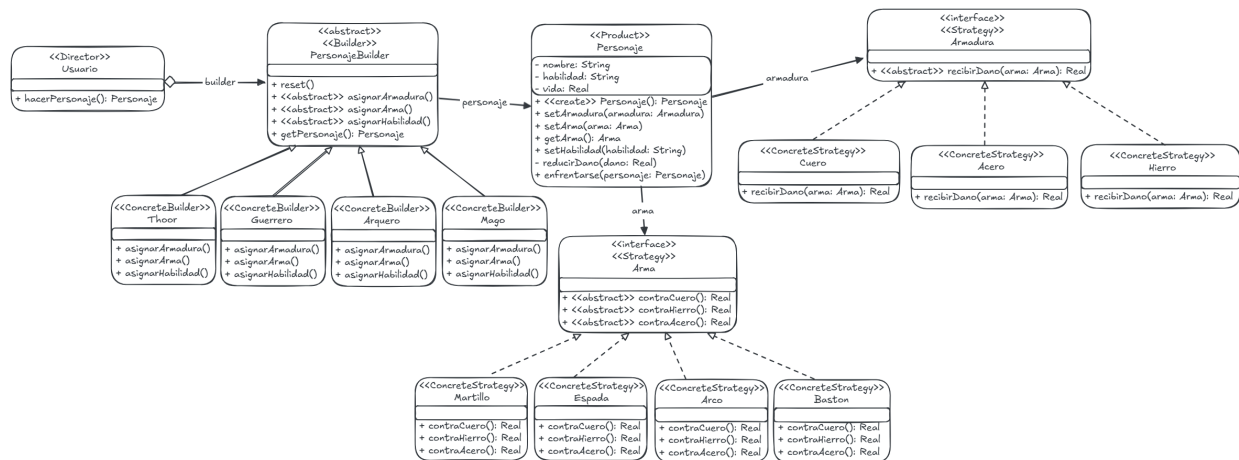 <<Director>>
Usuario
+ hacerPersonaje(): Personaje
builder
<<abstract>>
<<Builder>>
PersonajeBuilder
+ reset()
+ <<abstract>> asignarArmadura()
+ <<abstract>> asignarArma()
+ <<abstract>> asignarHabilidad()
+ getPersonaje(): Personaje
personaje
<<Product>>
Personaje
- nombre: String
- habilidad: String
- vida: Real
+ <<create>> Personaje(): Personaje
+ setArmadura(armadura: Armadura)
+ setArma(arma: Arma)
+ getArma(): Arma
+ setHabilidad(habilidad: String)
- reducirDano(dano: Real)
+ enfrentarse(personaje: Personaje)
armadura
<<interface>>
<<Strategy>>
Armadura
+ <<abstract>> recibirDano(arma: Arma): Real
<<ConcreteStrategy>>
Cuero
+ recibirDano(arma: Arma): Real
<<ConcreteStrategy>>
Acero
+ recibirDano(arma: Arma): Real
<<ConcreteStrategy>>
Hierro
+ recibirDano(arma: Arma): Real
<<ConcreteBuilder>>
Thoor
+ asignarArmadura()
+ asignarArma()
+ asignarHabilidad()
<<ConcreteBuilder>>
Guerrero
+ asignarArmadura()
+ asignarArma()
+ asignarHabilidad()
<<ConcreteBuilder>>
Arquero
+ asignarArmadura()
+ asignarArma()
+ asignarHabilidad()
<<ConcreteBuilder>>
Mago
+ asignarArmadura()
+ asignarArma()
+ asignarHabilidad()
arma
<<interface>>
<<Strategy>>
Arma
+ <<abstract>> contraCuero(): Real
+ <<abstract>> contraHierro(): Real
+ <<abstract>> contraAcero(): Real
<<ConcreteStrategy>>
Martillo
+ contraCuero(): Real
+ contraHierro(): Real
+ contraAcero(): Real
<<ConcreteStrategy>>
Espada
+ contraCuero(): Real
+ contraHierro(): Real
+ contraAcero(): Real
<<ConcreteStrategy>>
Arco
+ contraCuero(): Real
+ contraHierro(): Real
+ contraAcero(): Real
<<ConcreteStrategy>>
Baston
+ contraCuero(): Real
+ contraHierro(): Real
+ contraAcero(): Real